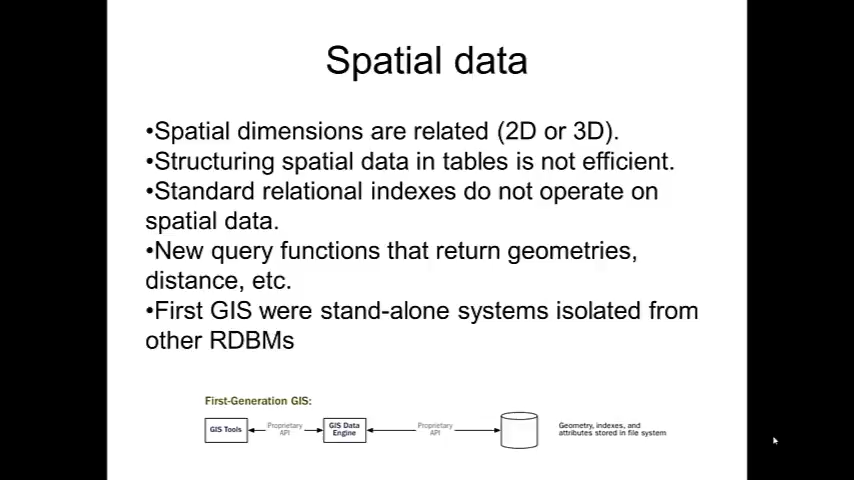 Spatial data
•Spatial dimensions are related (2D or 3D).
•Structuring spatial data in tables is not efficient.
•Standard relational indexes do not operate on
spatial data.
•New query functions that return geometries,
distance, etc.
•First GIS were stand-alone systems isolated from
other RDBMs
First-Generation GIS:
GIS Tools
Proprietary
API
GIS Data
Engine
Proprietary
API
Geometry, indexes, and
attributes stored in file system